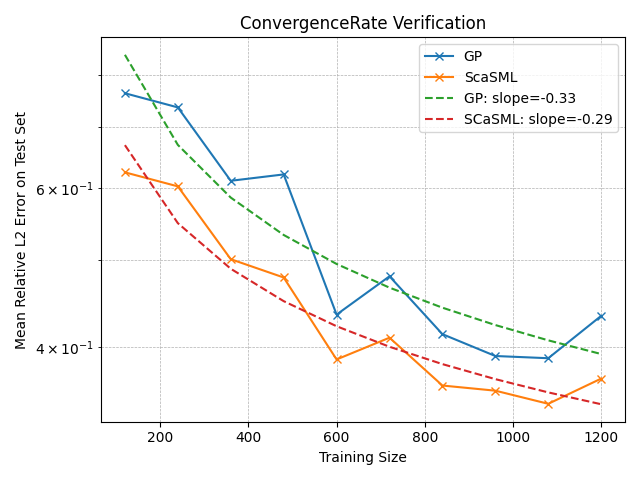 ConvergenceRate Verification
Mean Relative L2 Error on Test Set
6 × 10⁻¹
4 × 10⁻¹
GP
ScaSML
GP: slope=-0.33
SCaSML: slope=-0.29
200 400 600 800 1000 1200
Training Size